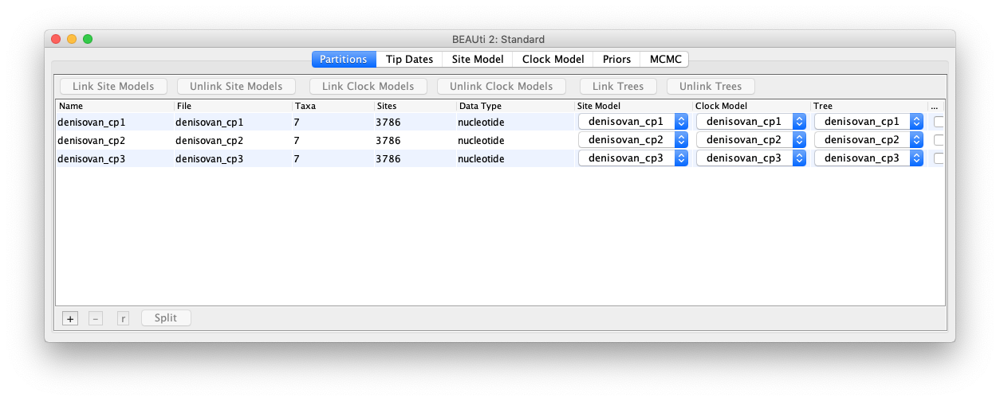 BEAUti 2: Standard
Partitions Tip Dates Site Model Clock Model Priors MCMC
Link Site Models Unlink Site Models Link Clock Models Unlink Clock Models Link Trees Unlink Trees
Name File Taxa Sites Data Type Site Model Clock Model Tree ...
denisovan_cp1 denisovan_cp1 7 3786 nucleotide denisovan_cp1 denisovan_cp1 denisovan_cp1
denisovan_cp2 denisovan_cp2 7 3786 nucleotide denisovan_cp2 denisovan_cp2 denisovan_cp2
denisovan_cp3 denisovan_cp3 7 3786 nucleotide denisovan_cp3 denisovan_cp3 denisovan_cp3
+ - r Split